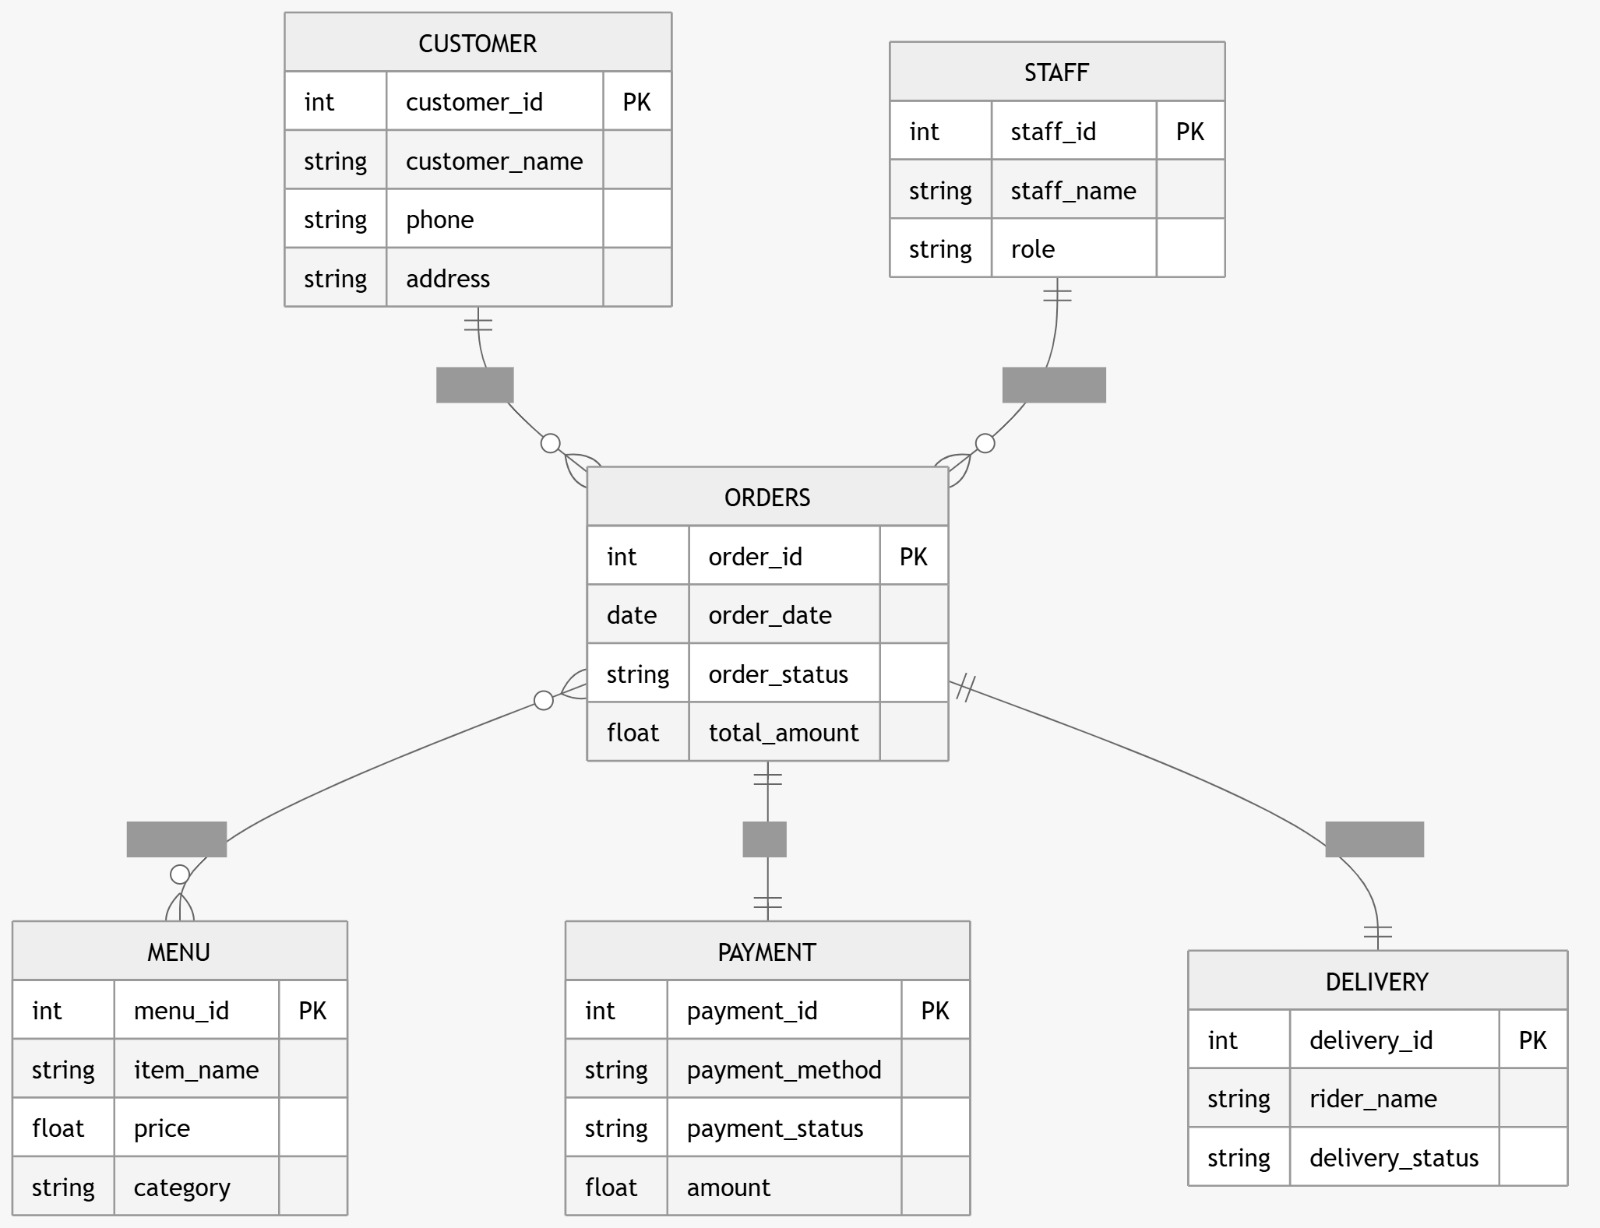 CUSTOMER
int customer_id PK
string customer_name
string phone
string address
STAFF
int staff_id PK
string staff_name
string role
ORDERS
int order_id PK
date order_date
string order_status
float total_amount
MENU
int menu_id PK
string item_name
float price
string category
PAYMENT
int payment_id PK
string payment_method
string payment_status
float amount
DELIVERY
int delivery_id PK
string rider_name
string delivery_status